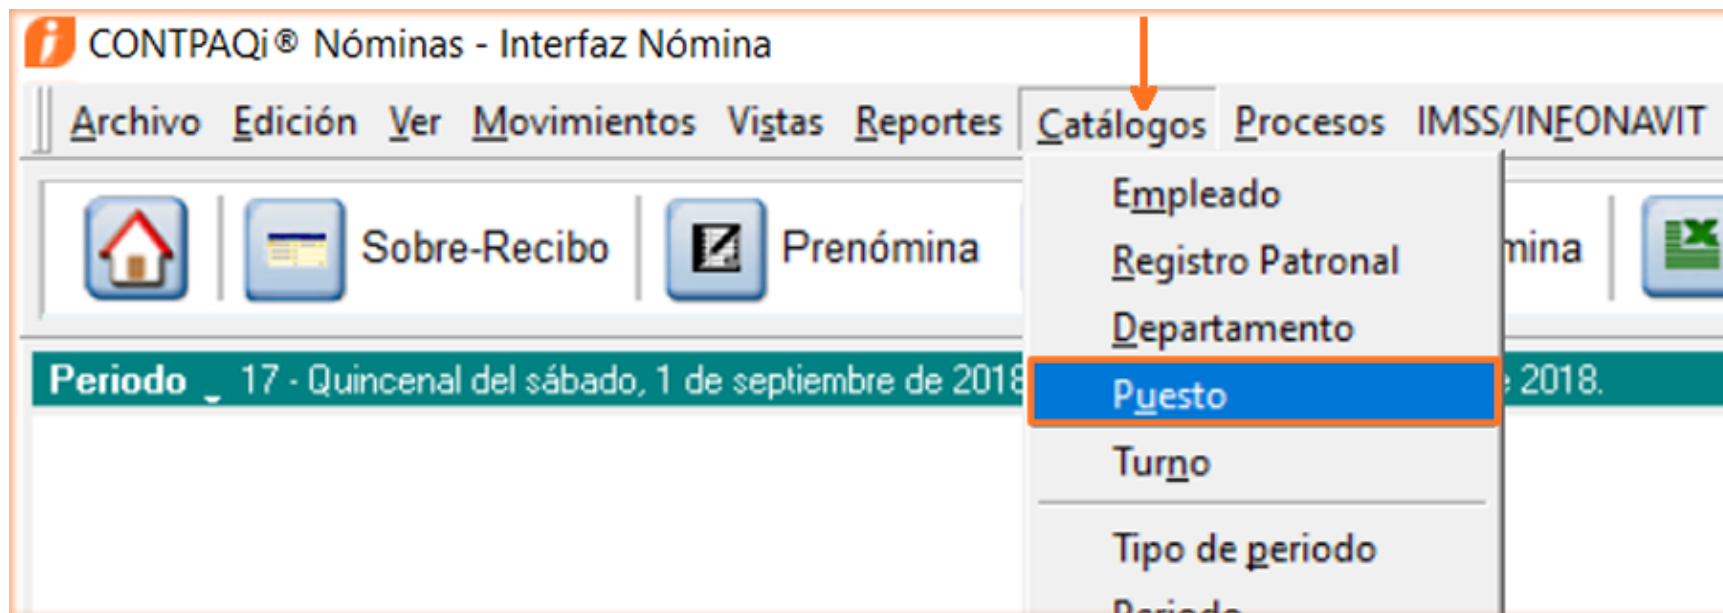 CONTPAQi® Nóminas - Interfaz Nómina
Archivo Edición Ver Movimientos Vistas Reportes Catálogos Procesos IMSS/INFONAVIT
Sobre-Recibo Prenómina mina
Periodo 17 - Quincenal del sábado, 1 de septiembre de 2018 2018.
Empleado
Registro Patronal
Departamento
Puesto
Turno
Tipo de periodo
Periodo